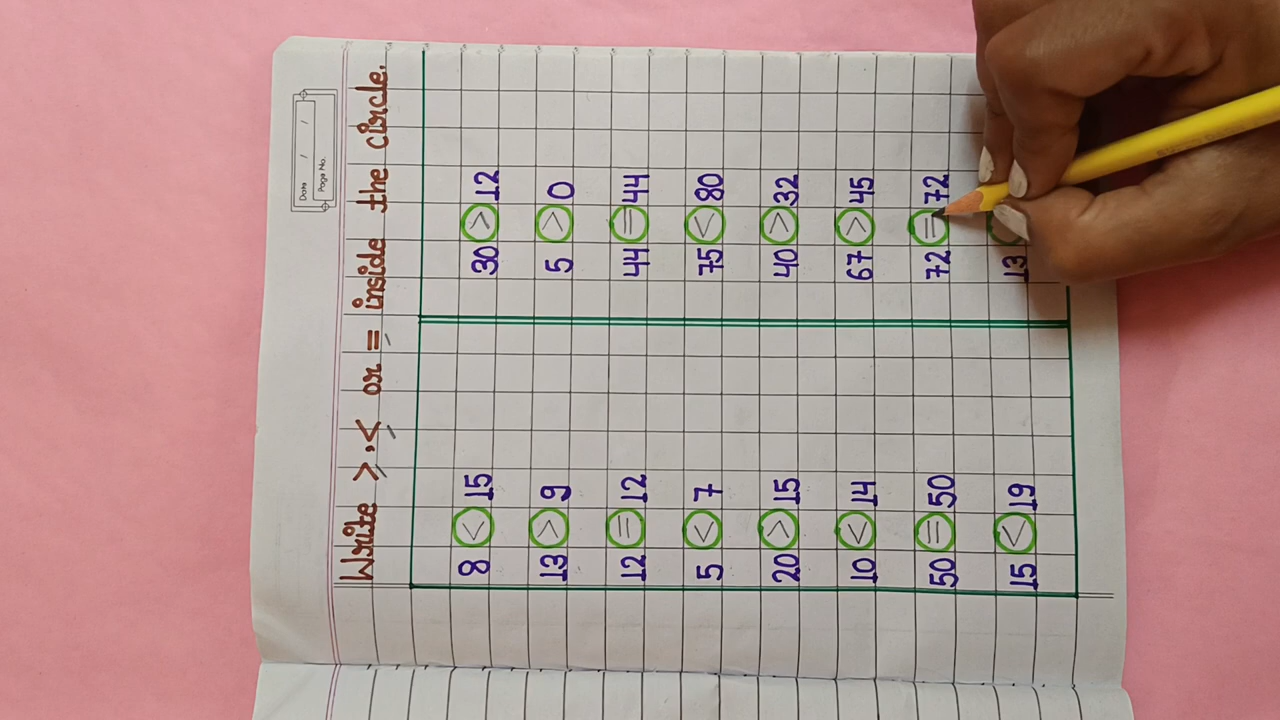 Date / /
Page No.
Write >, < or = inside the circle.
8 < 15 30 > 12
13 > 9 5 > 0
12 = 12 44 = 44
5 < 7 75 < 80
20 > 15 40 > 32
10 < 14 67 > 45
50 = 50 72 = 72
15 < 19 13